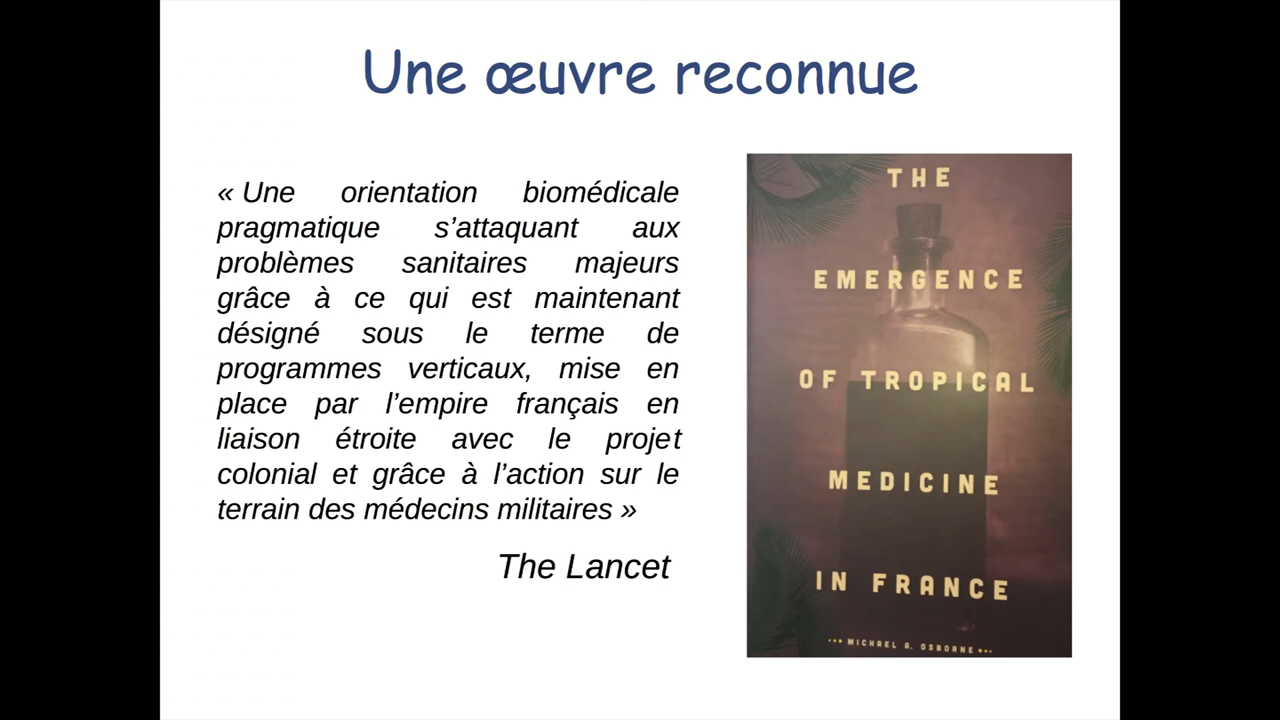 Une œuvre reconnue
« Une orientation biomédicale
pragmatique s’attaquant aux
problèmes sanitaires majeurs
grâce à ce qui est maintenant
désigné sous le terme de
programmes verticaux, mise en
place par l’empire français en
liaison étroite avec le projet
colonial et grâce à l’action sur le
terrain des médecins militaires »
The Lancet
THE
EMERGENCE
OF TROPICAL
MEDICINE
IN FRANCE
MICHAEL A. OSBORNE